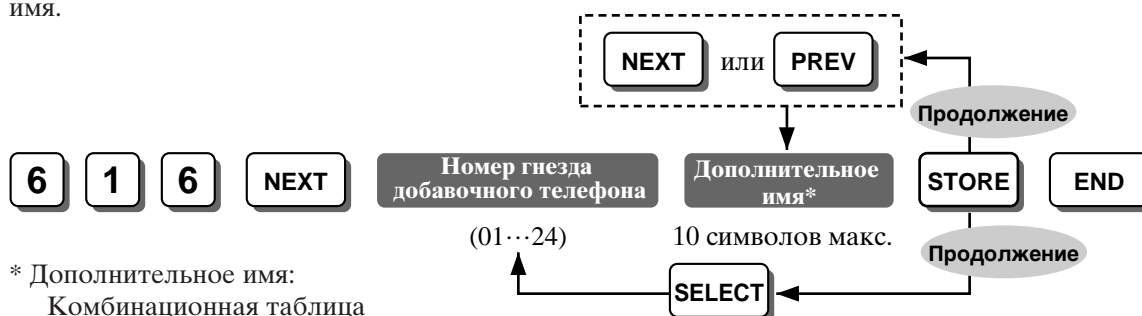 имя.
NEXT или PREV
Продолжение
6 1 6 NEXT Номер гнезда добавочного телефона Дополнительное имя* STORE END
(01···24) 10 символов макс.
Продолжение
SELECT
* Дополнительное имя:
Комбинационная таблица